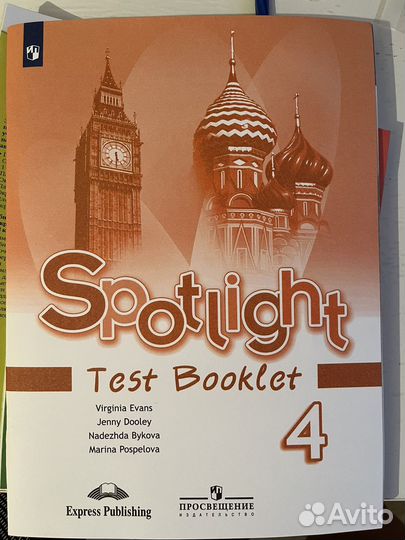 Spotlight
Test Booklet
Virginia Evans
Jenny Dooley
Nadezhda Bykova
Marina Pospelova
4
Express Publishing
ПРОСВЕЩЕНИЕ
ИЗДАТЕЛЬСТВО
Avito